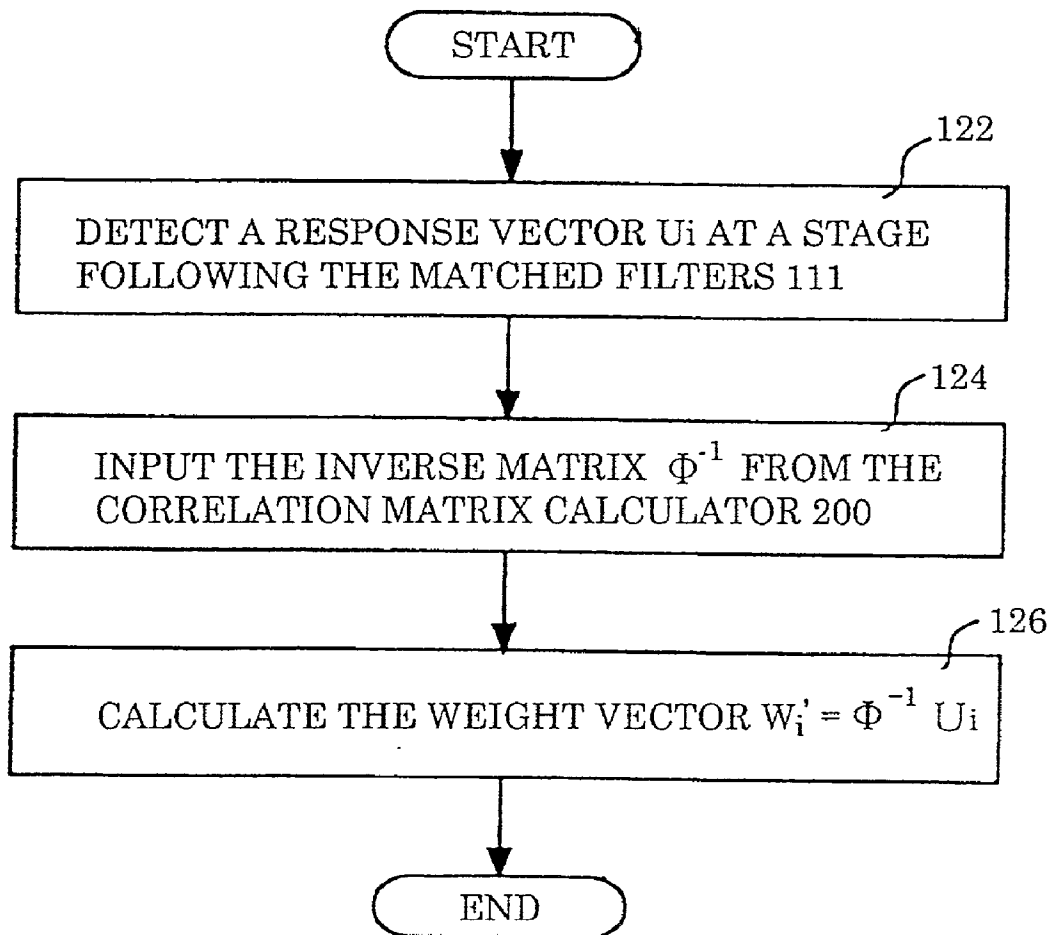 START
122
DETECT A RESPONSE VECTOR Ui AT A STAGE
FOLLOWING THE MATCHED FILTERS 111
124
INPUT THE INVERSE MATRIX Φ⁻¹ FROM THE
CORRELATION MATRIX CALCULATOR 200
126
CALCULATE THE WEIGHT VECTOR Wᵢ' = Φ⁻¹ Ui
END